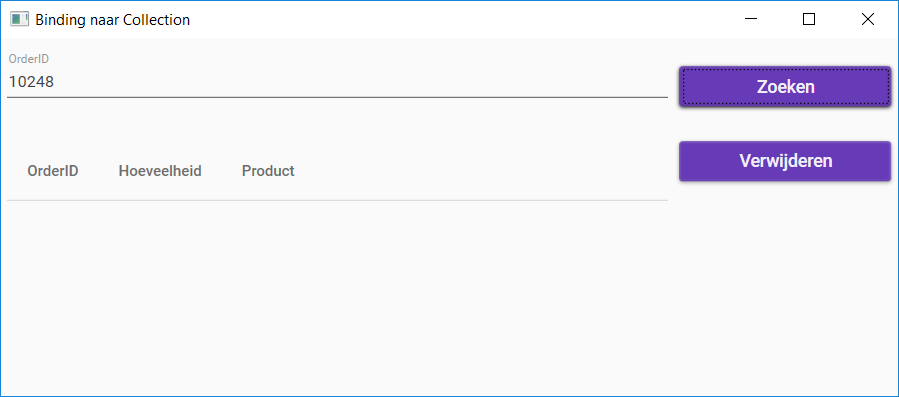 Binding naar Collection
OrderID
10248
Zoeken
Verwijderen
OrderID Hoeveelheid Product